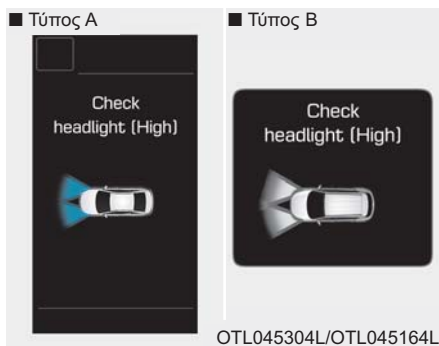 ■ Τύπος A
Check
headlight (High)
■ Τύπος B
Check
headlight (High)
OTL045304L/OTL045164L